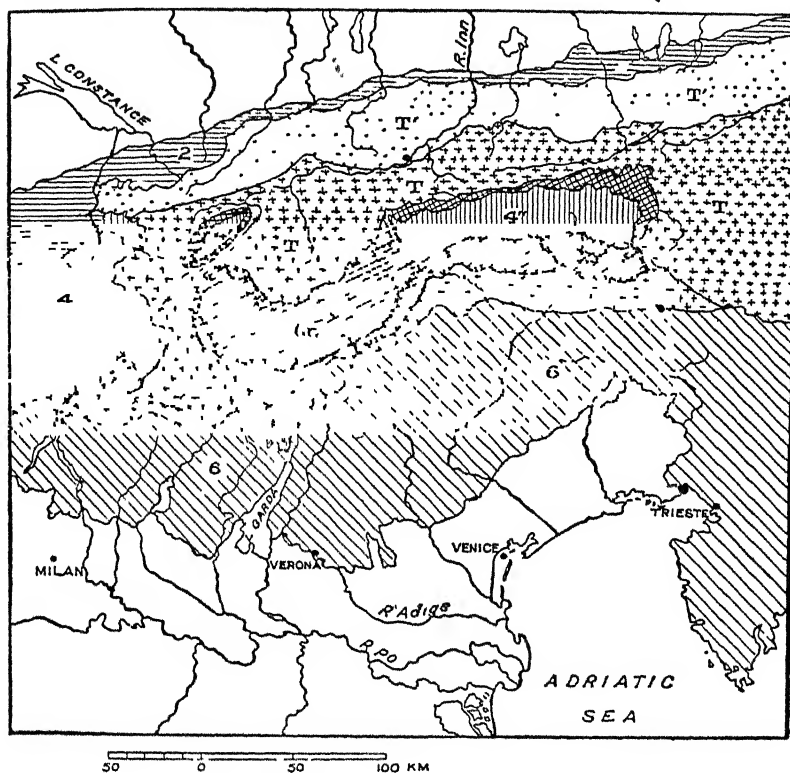 L CONSTANCE
R. Inn
2
T'
T'
T
T
T
4'
4
Gr.
6
6
L. GARDA
MILAN
VERONA
VENICE
TRIESTE
R Adige
R. Po
ADRIATIC
SEA
50 0 50 100 KM